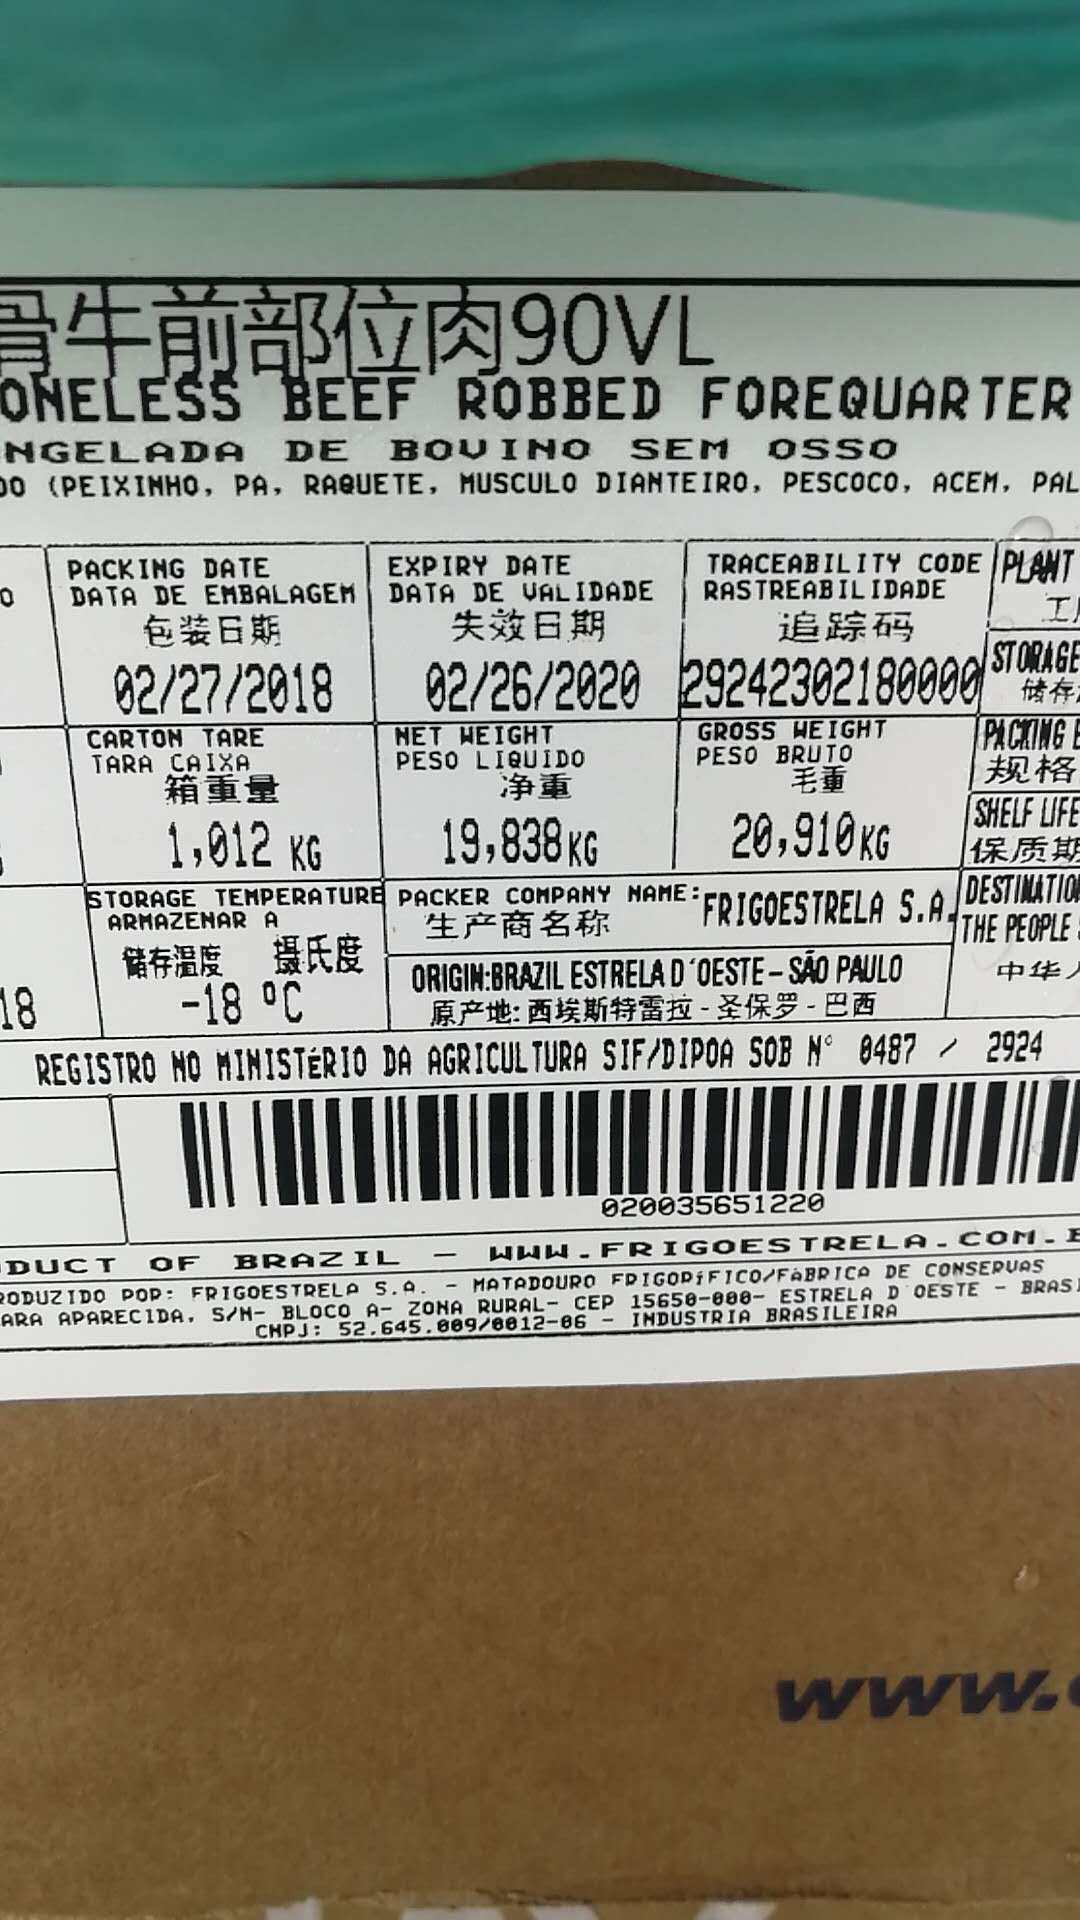 骨牛前部位肉90VL
ONELESS BEEF ROBBED FOREQUARTER
NGELADA DE BOVINO SEM OSSO
DO (PEIXINHO, PA, RAQUETE, MUSCULO DIANTEIRO, PESCOCO, ACEM, PAL
PACKING DATE
DATA DE EMBALAGEM
包装日期
02/27/2018
EXPIRY DATE
DATA DE VALIDADE
失效日期
02/26/2020
TRACEABILITY CODE
RASTREABILIDADE
追踪码
29242302180000
PLANT
工厂
STORAGE
储存
CARTON TARE
TARA CAIXA
箱重量
1,012 KG
NET WEIGHT
PESO LIQUIDO
净重
19,838KG
GROSS WEIGHT
PESO BRUTO
毛重
20,910KG
PACKING
规格
SHELF LIFE
保质期
STORAGE TEMPERATURE
ARMAZENAR A
储存温度 摄氏度
-18 ºC
PACKER COMPANY NAME: FRIGOESTRELA S.A.
生产商名称
ORIGIN:BRAZIL ESTRELA D´OESTE-SÃO PAULO
原产地: 西埃斯特雷拉 - 圣保罗 - 巴西
DESTINATION
THE PEOPLE
中华人
18
REGISTRO NO MINISTÉRIO DA AGRICULTURA SIF/DIPOA SOB N° 0487 / 2924
020035651220
DUCT OF BRAZIL - WWW.FRIGOESTRELA.COM.B
RODUZIDO POP: FRIGOESTRELA S.A. - MATADOURO FPIGOPíFICO/FÁBRICA DE CONSERVAS
ARA APARECIDA, S/N- BLOCO A- ZONA RURAL- CEP 15650-000- ESTRELA D OESTE - BRASI
CNPJ: 52.645.009/0012-06 - INDUSTRIA BRASILEIRA
www.